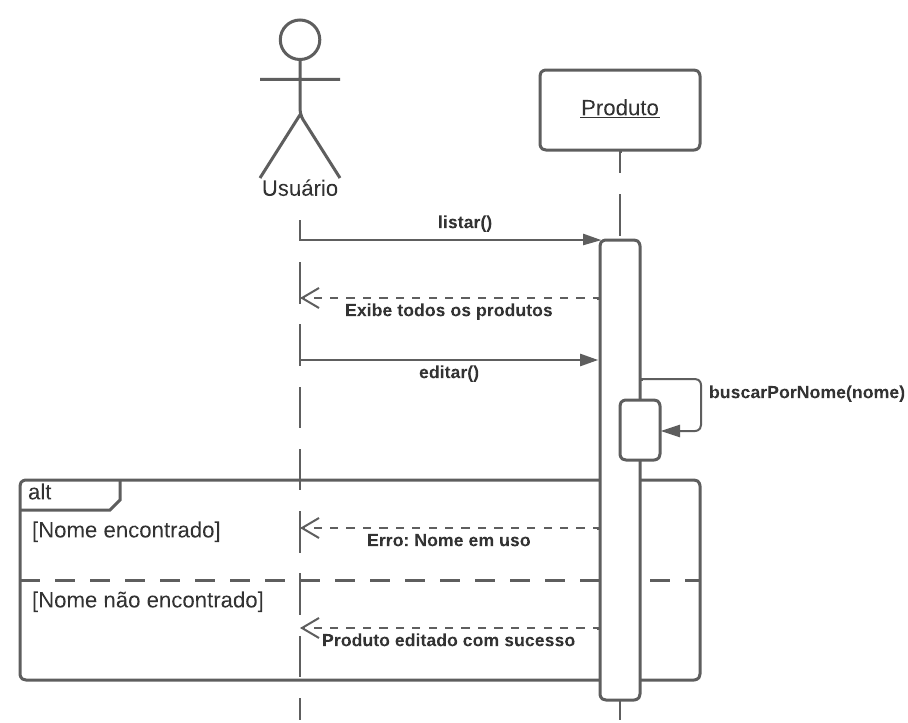 Produto
Usuário
listar()
Exibe todos os produtos
editar()
buscarPorNome(nome)
alt
[Nome encontrado]
Erro: Nome em uso
[Nome não encontrado]
Produto editado com sucesso